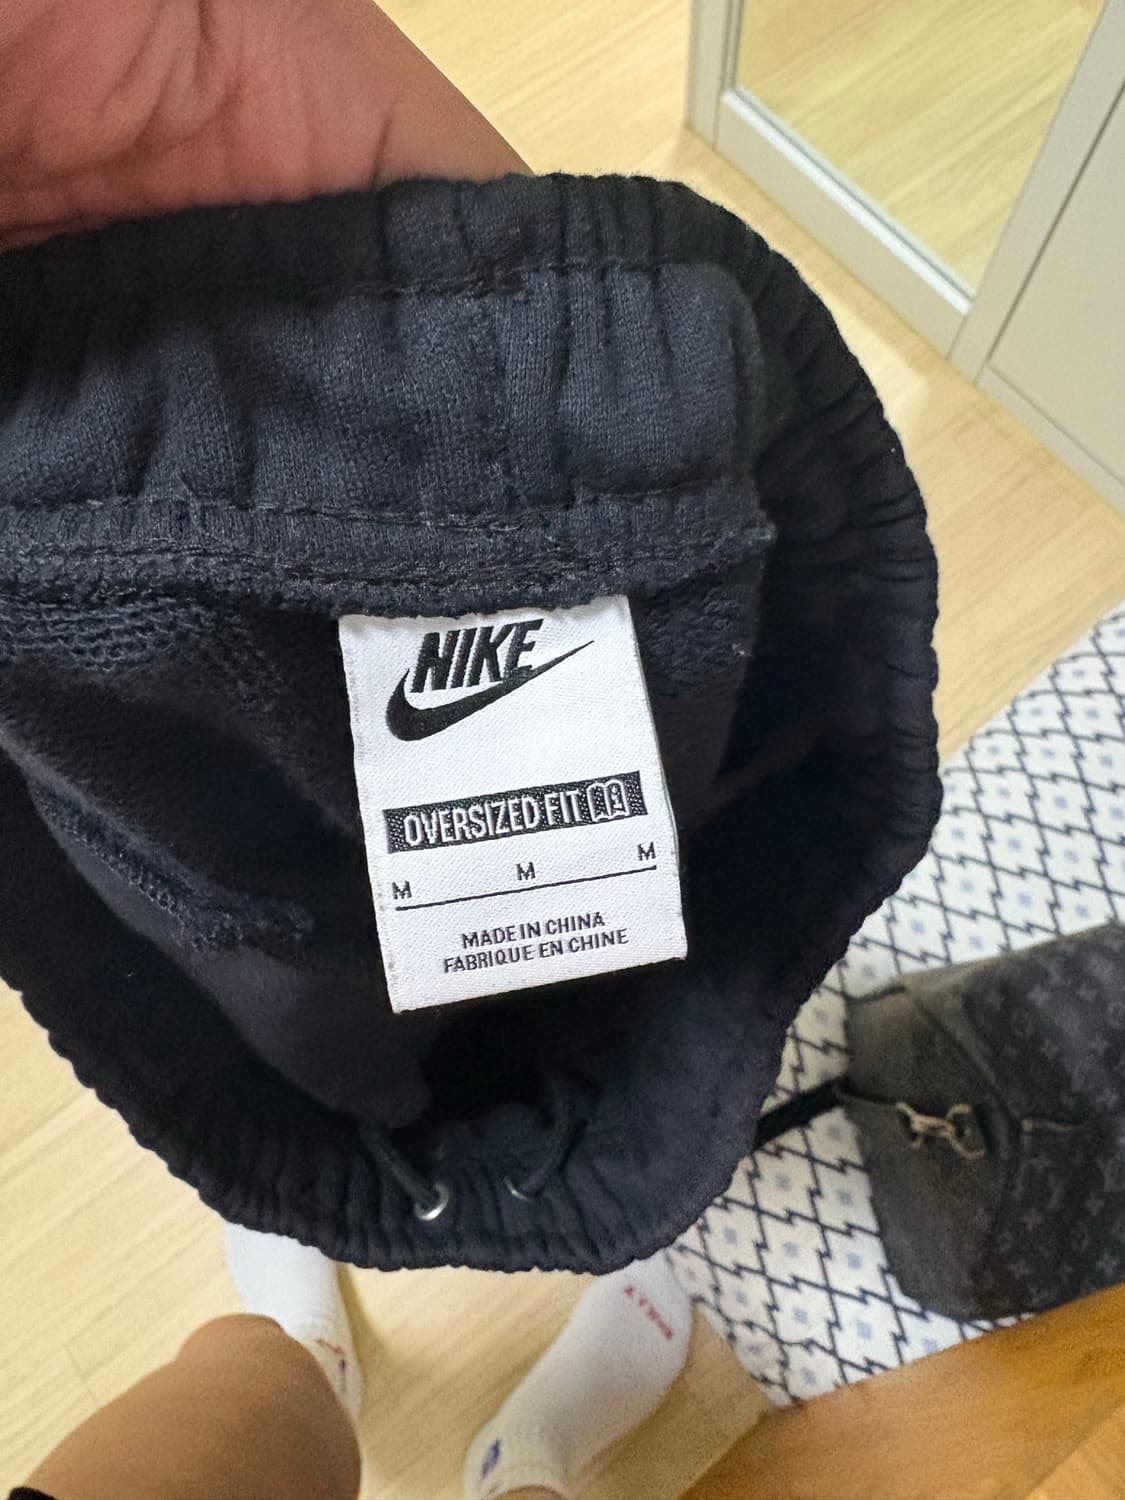 NIKE
OVERSIZED FIT
M M M
MADE IN CHINA
FABRIQUE EN CHINE